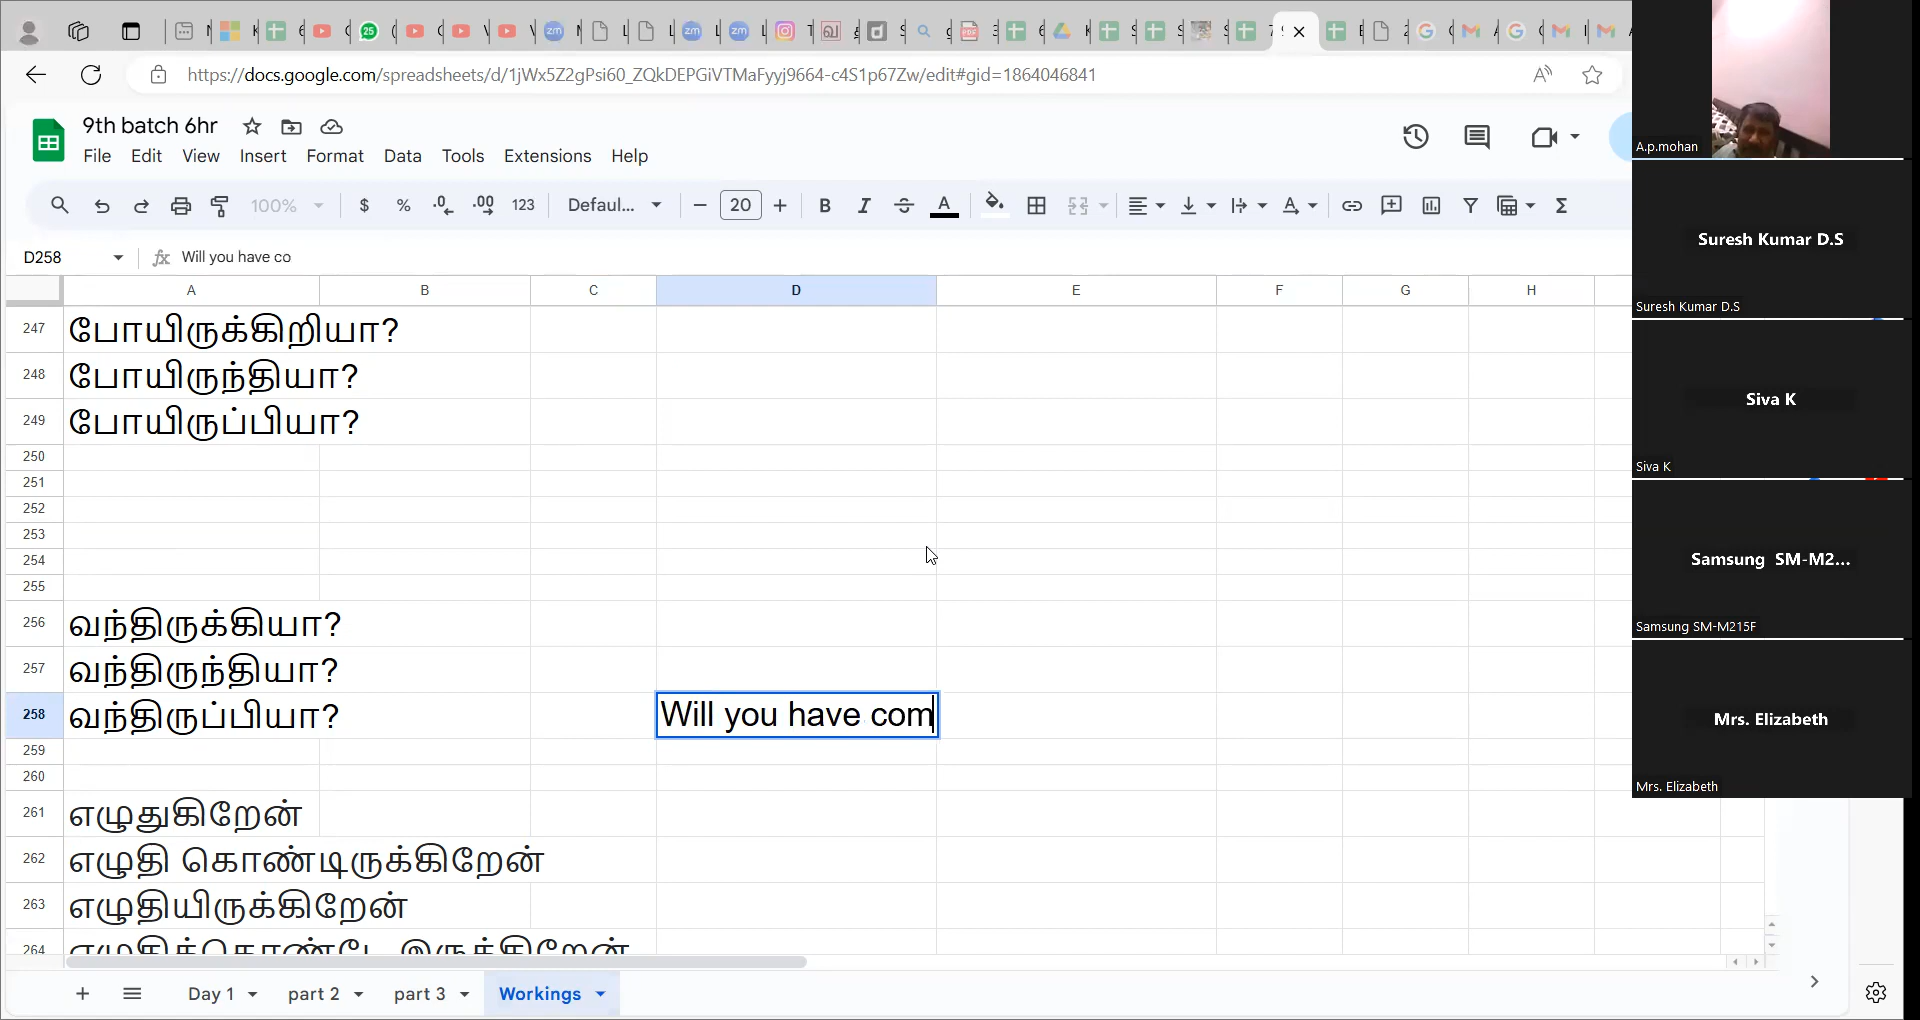 https://docs.google.com/spreadsheets/d/1jWx5Z2gPsi60_ZQkDEPGiVTMaFyyj9664-c4S1p67Zw/edit#gid=1864046841
9th batch 6hr
File Edit View Insert Format Data Tools Extensions Help
100% $ % .0 .00 123 Defaul... 20
D258 Will you have co
A B C D E F G H
247 போயிருக்கிறியா?
248 போயிருந்தியா?
249 போயிருப்பியா?
250
251
252
253
254
255
256 வந்திருக்கியா?
257 வந்திருந்தியா?
258 வந்திருப்பியா? Will you have com
259
260
261 எழுதுகிறேன்
262 எழுதி கொண்டிருக்கிறேன்
263 எழுதியிருக்கிறேன்
264 எழுதிக்கொண்டே இருக்கிறேன்
Day 1 part 2 part 3 Workings
A.p.mohan
Suresh Kumar D.S
Suresh Kumar D.S
Siva K
Siva K
Samsung SM-M2...
Samsung SM-M215F
Mrs. Elizabeth
Mrs. Elizabeth